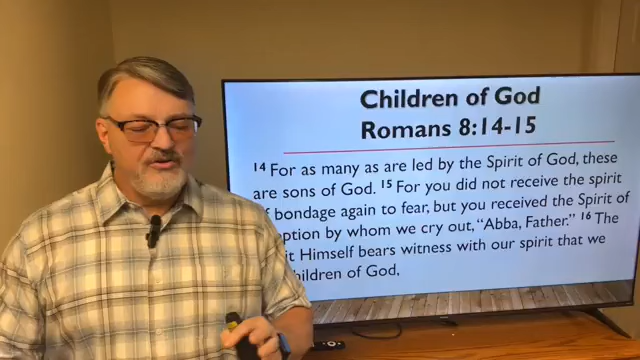 Children of God
Romans 8:14-15
14 For as many as are led by the Spirit of God, these
are sons of God. 15 For you did not receive the spirit
bondage again to fear, but you received the Spirit of
by whom we cry out, “Abba, Father.” 16 The
Himself bears witness with our spirit that we
of God,